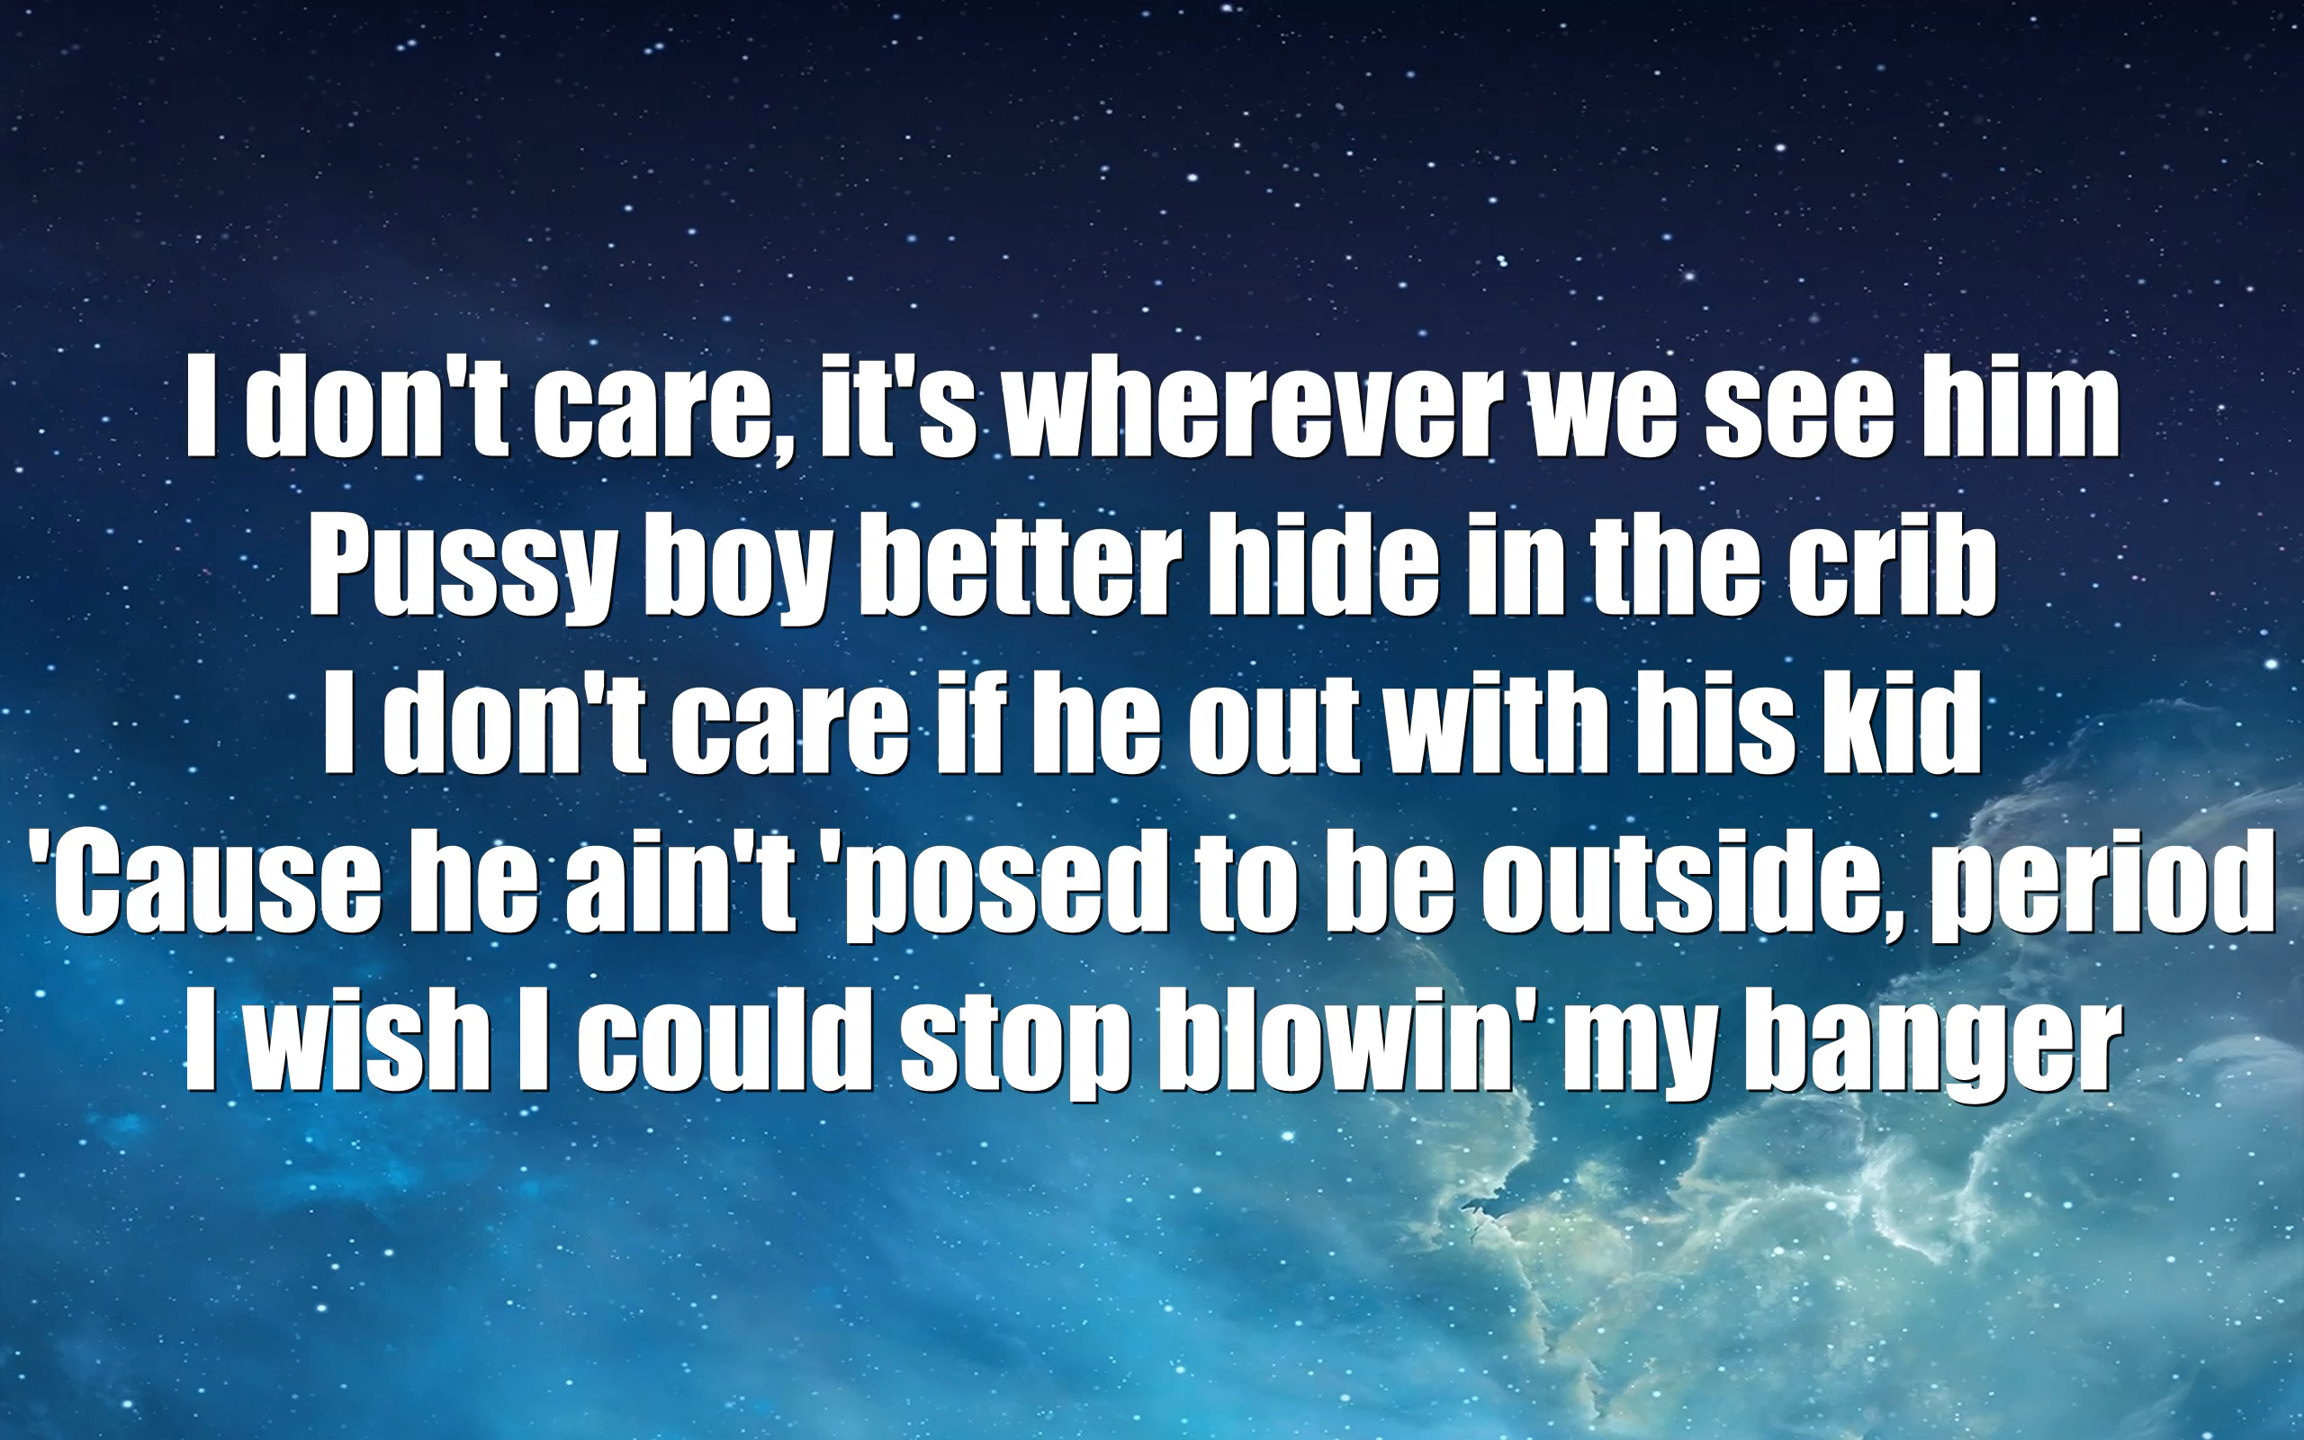 I don't care, it's wherever we see him
Pussy boy better hide in the crib
I don't care if he out with his kid
'Cause he ain't 'posed to be outside, period
I wish I could stop blowin' my banger